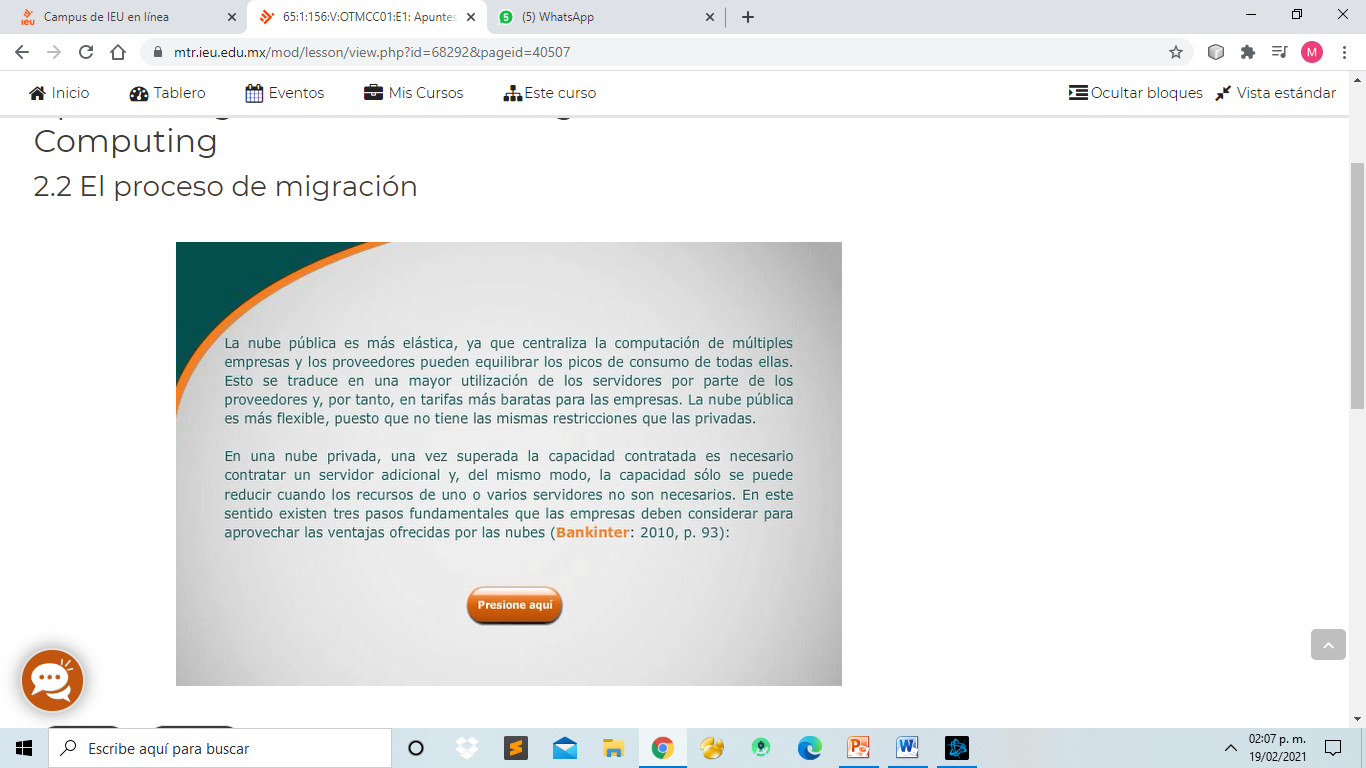 Campus de IEU en línea
65:1:156:V:OTMCC01:E1: Apuntes
(5) WhatsApp
mtr.ieu.edu.mx/mod/lesson/view.php?id=68292&pageid=40507
M
Inicio
Tablero
Eventos
Mis Cursos
Este curso
Ocultar bloques
Vista estándar
Computing
2.2 El proceso de migración
La nube pública es más elástica, ya que centraliza la computación de múltiples
empresas y los proveedores pueden equilibrar los picos de consumo de todas ellas.
Esto se traduce en una mayor utilización de los servidores por parte de los
proveedores y, por tanto, en tarifas más baratas para las empresas. La nube pública
es más flexible, puesto que no tiene las mismas restricciones que las privadas.
En una nube privada, una vez superada la capacidad contratada es necesario
contratar un servidor adicional y, del mismo modo, la capacidad sólo se puede
reducir cuando los recursos de uno o varios servidores no son necesarios. En este
sentido existen tres pasos fundamentales que las empresas deben considerar para
aprovechar las ventajas ofrecidas por las nubes (Bankinter: 2010, p. 93):
Presione aquí
Escribe aquí para buscar
02:07 p. m.
19/02/2021